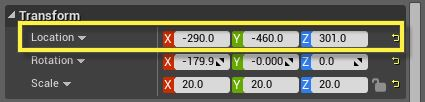 Transform
Location X -290.0 Y -460.0 Z 301.0
Rotation X -179.9 Y -0.000 Z 0.0
Scale X 20.0 Y 20.0 Z 20.0